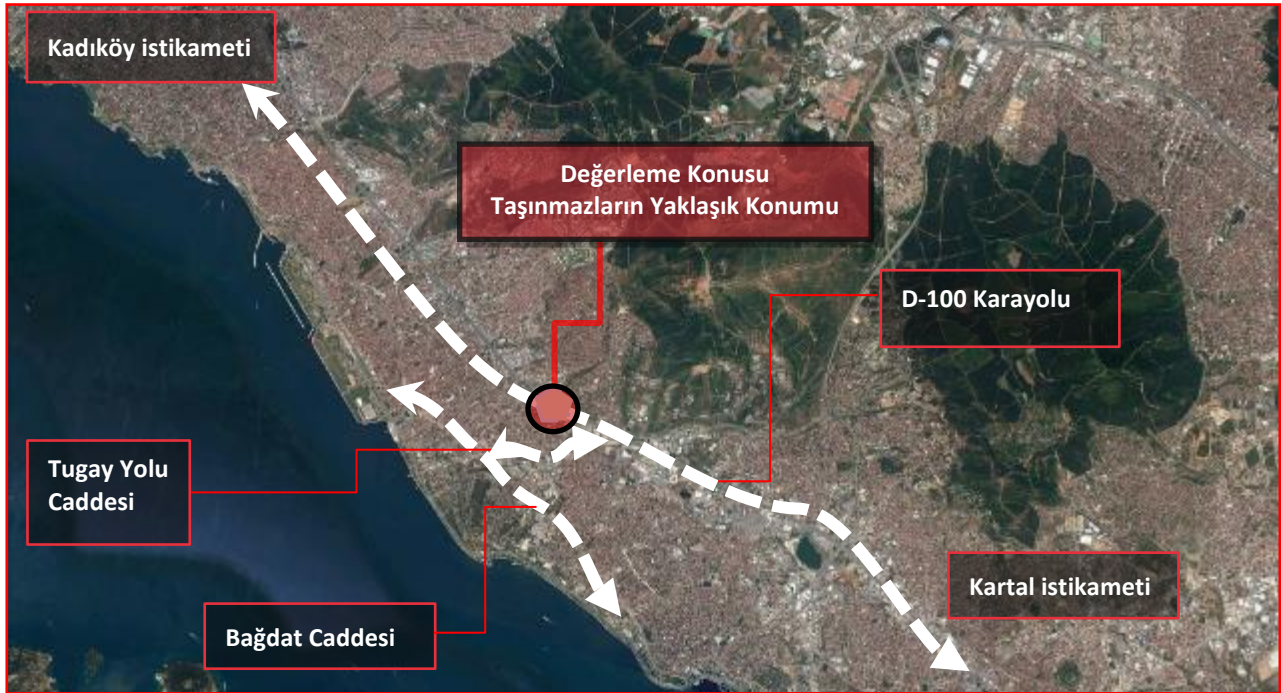 Kadıköy istikameti
Değerleme Konusu
Taşınmazların Yaklaşık Konumu
D-100 Karayolu
Tugay Yolu
Caddesi
Kartal istikameti
Bağdat Caddesi